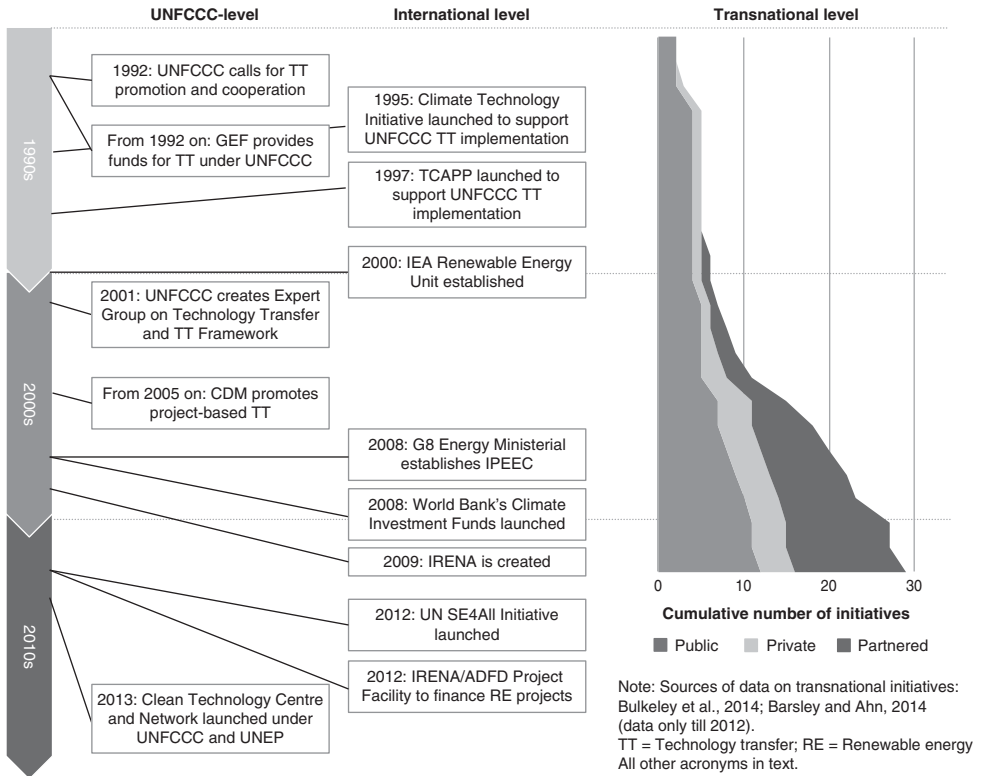 UNFCCC-level
International level
Transnational level
1990s
2000s
2010s
1992: UNFCCC calls for TT
promotion and cooperation
From 1992 on: GEF provides
funds for TT under UNFCCC
1995: Climate Technology
Initiative launched to support
UNFCCC TT implementation
1997: TCAPP launched to
support UNFCCC TT
implementation
2000: IEA Renewable Energy
Unit established
2001: UNFCCC creates Expert
Group on Technology Transfer
and TT Framework
From 2005 on: CDM promotes
project-based TT
2008: G8 Energy Ministerial
establishes IPEEC
2008: World Bank’s Climate
Investment Funds launched
2009: IRENA is created
2012: UN SE4All Initiative
launched
2012: IRENA/ADFD Project
Facility to finance RE projects
2013: Clean Technology Centre
and Network launched under
UNFCCC and UNEP
0 10 20 30
Cumulative number of initiatives
Public Private Partnered
Note: Sources of data on transnational initiatives:
Bulkeley et al., 2014; Barsley and Ahn, 2014
(data only till 2012).
TT = Technology transfer; RE = Renewable energy
All other acronyms in text.